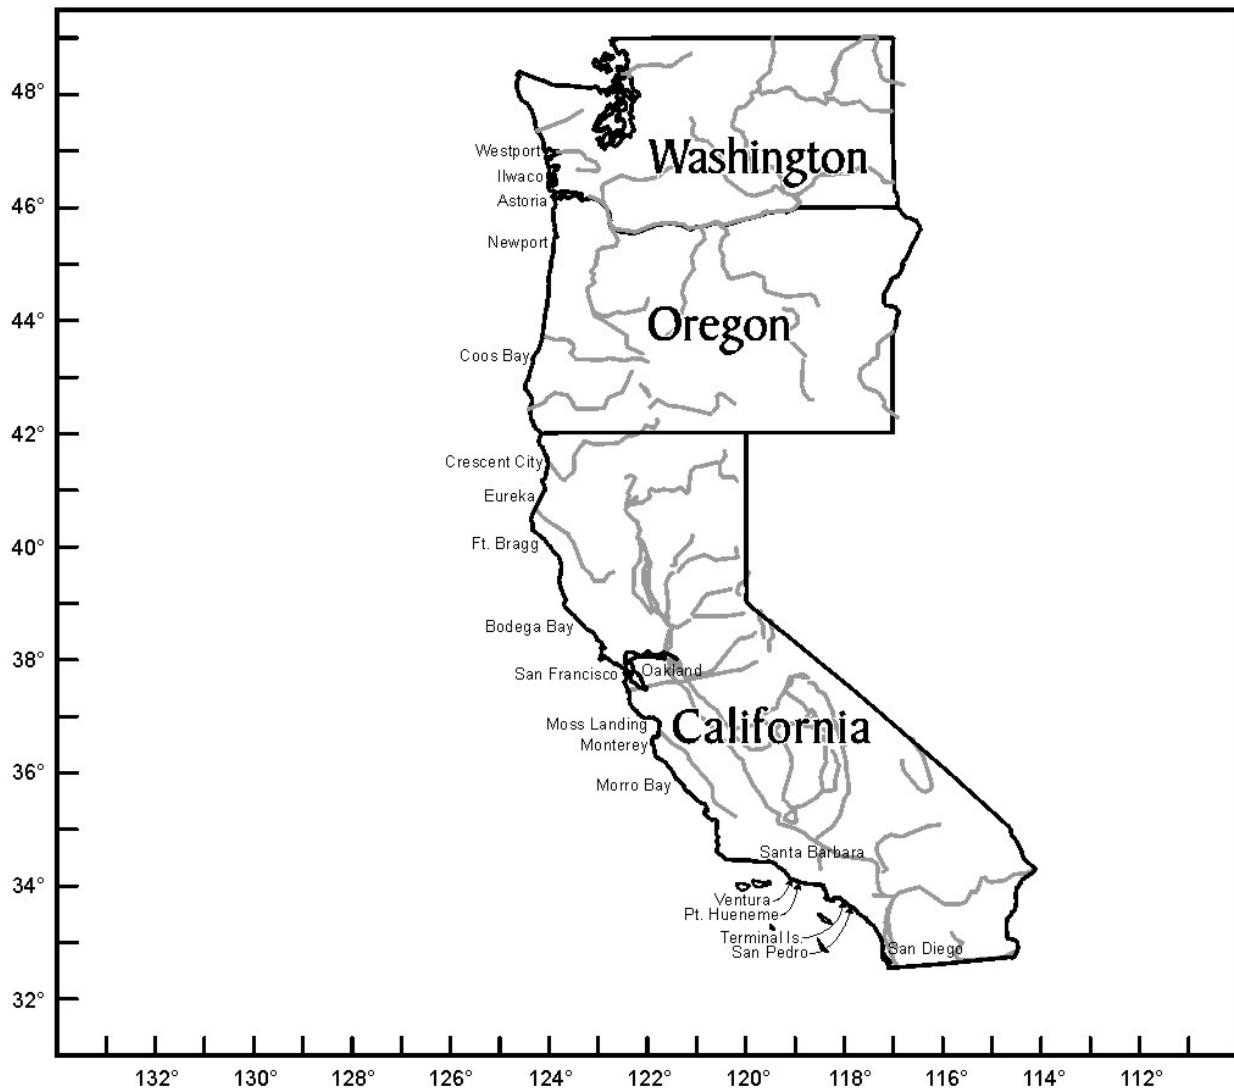 48°
Washington
Westport
Ilwaco
46°
Astoria
Newport
44°
Oregon
Coos Bay
42°
Crescent City
Eureka
40°
Ft. Bragg
Bodega Bay
38°
San Francisco
Oakland
Moss Landing
California
Monterey
36°
Morro Bay
Santa Barbara
34°
Ventura
Pt. Hueneme
Terminal Is.
San Pedro
San Diego
32°
132° 130° 128° 126° 124° 122° 120° 118° 116° 114° 112° 110°